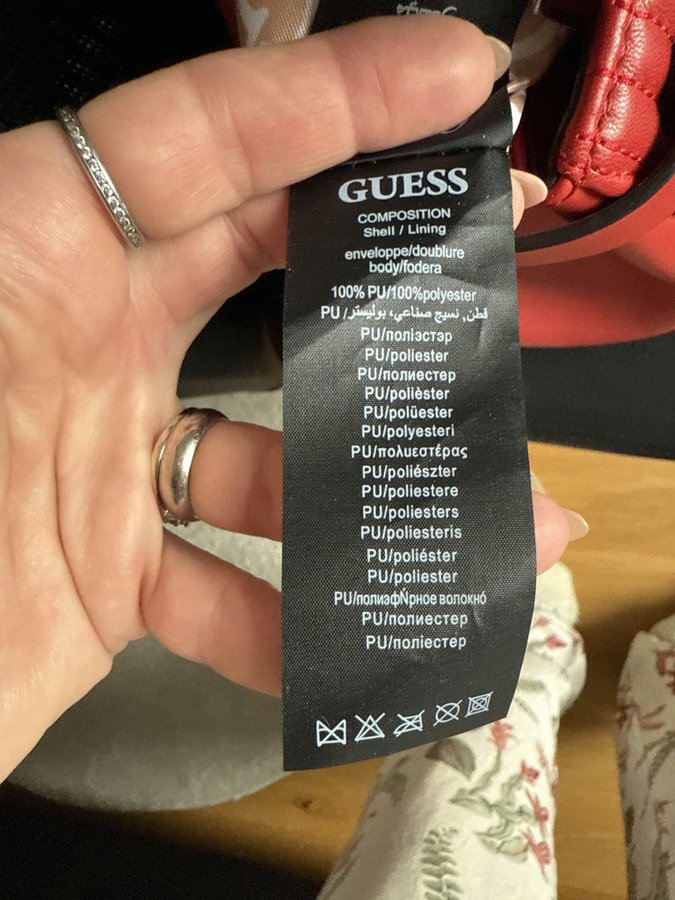 GUESS
COMPOSITION
Shell / Lining
enveloppe/doublure
body/fodera
100% PU/100%polyester
PU / قطن, نسيج صناعي، بوليستر
PU/поліэстэр
PU/poliester
PU/полиестер
PU/polièster
PU/polüester
PU/polyesteri
PU/πολυεστέρας
PU/poliészter
PU/poliestere
PU/poliesters
PU/poliesteris
PU/poliéster
PU/poliester
PU/полиэфŃрное волокнó
PU/полиестер
PU/поліестер